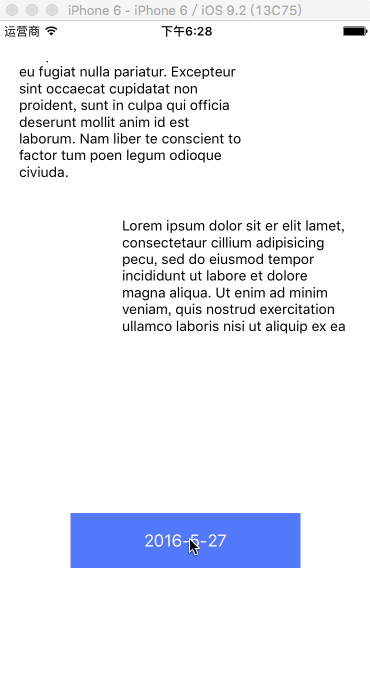 iPhone 6 - iPhone 6 / iOS 9.2 (13C75)
运营商 下午6:28
eu fugiat nulla pariatur. Excepteur
sint occaecat cupidatat non
proident, sunt in culpa qui officia
deserunt mollit anim id est
laborum. Nam liber te conscient to
factor tum poen legum odioque
civiuda.
Lorem ipsum dolor sit er elit lamet,
consectetaur cillium adipisicing
pecu, sed do eiusmod tempor
incididunt ut labore et dolore
magna aliqua. Ut enim ad minim
veniam, quis nostrud exercitation
ullamco laboris nisi ut aliquip ex ea
2016-5-27